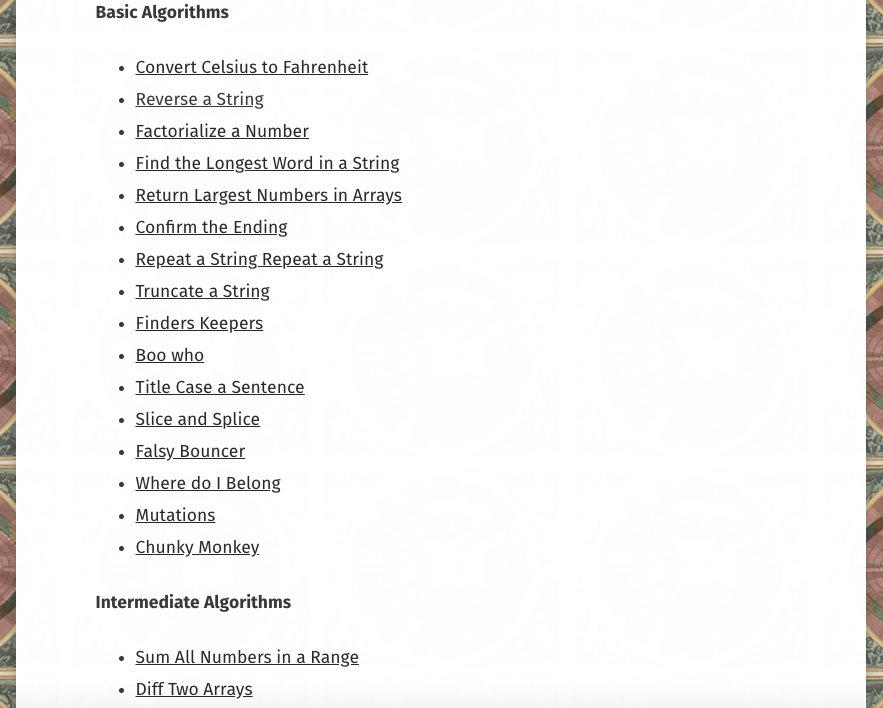 Basic Algorithms
Convert Celsius to Fahrenheit
Reverse a String
Factorialize a Number
Find the Longest Word in a String
Return Largest Numbers in Arrays
Confirm the Ending
Repeat a String Repeat a String
Truncate a String
Finders Keepers
Boo who
Title Case a Sentence
Slice and Splice
Falsy Bouncer
Where do I Belong
Mutations
Chunky Monkey
Intermediate Algorithms
Sum All Numbers in a Range
Diff Two Arrays